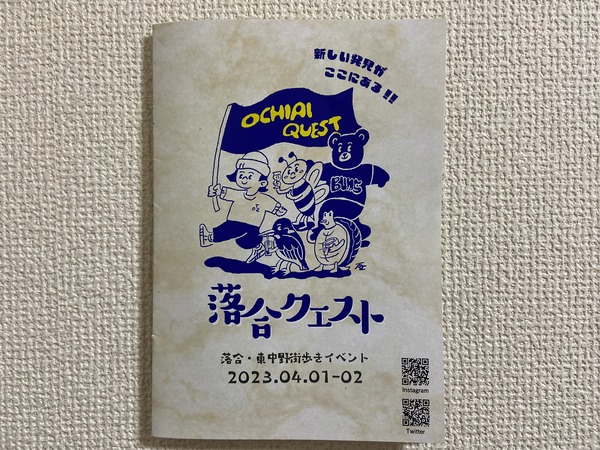 新しい発見が
ここにある!!
OCHIAI
QUEST
BUMS
落合クエスト
落合・東中野街歩きイベント
2023.04.01-02
Instagram
Twitter